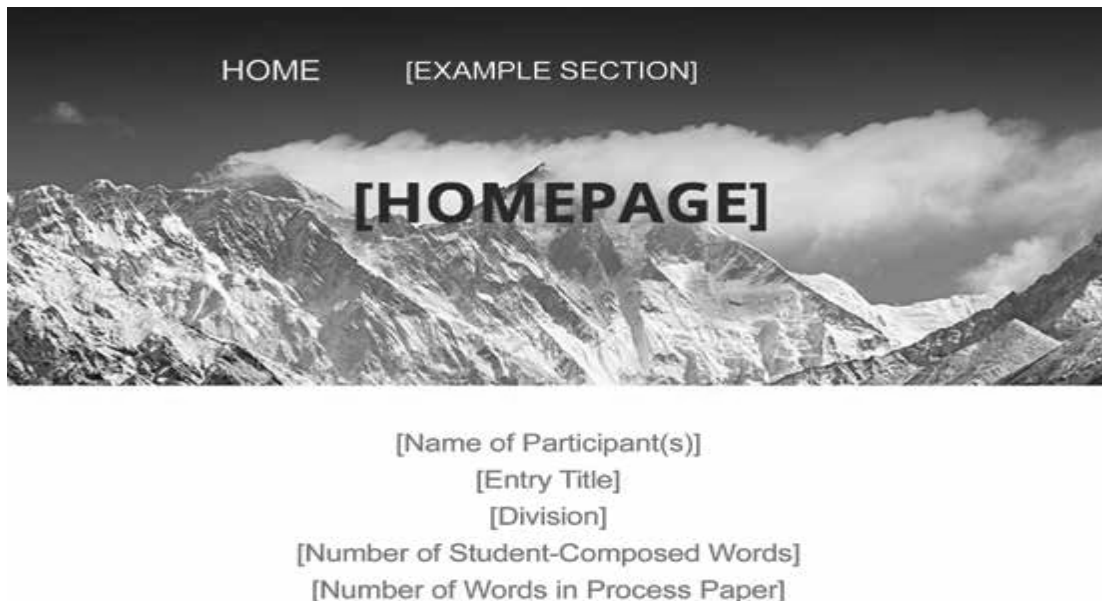 HOME [EXAMPLE SECTION]
[HOMEPAGE]
[Name of Participant(s)]
[Entry Title]
[Division]
[Number of Student-Composed Words]
[Number of Words in Process Paper]